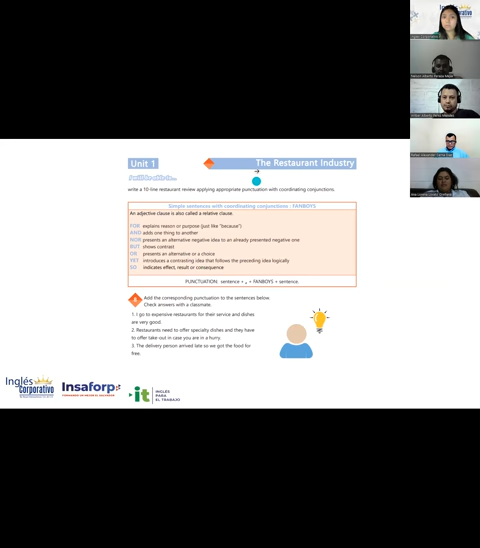 Unit 1
The Restaurant Industry
I will be able to...
write a 10-line restaurant review applying appropriate punctuation with coordinating conjunctions.
Simple sentences with coordinating conjunctions : FANBOYS
An adjective clause is also called a relative clause.
FOR explains reason or purpose (just like "because")
AND adds one thing to another
NOR presents an alternative negative idea to an already presented negative one
BUT shows contrast
OR presents an alternative or a choice
YET introduces a contrasting idea that follows the preceding idea logically
SO indicates effect, result or consequence
PUNCTUATION: sentence + , + FANBOYS + sentence.
Add the corresponding punctuation to the sentences below.
Check answers with a classmate.
1. I go to expensive restaurants for their service and dishes
are very good.
2. Restaurants need to offer specialty dishes and they have
to offer take-out in case you are in a hurry.
3. The delivery person arrived late so we got the food for
free.
Inglés
Corporativo
Insaforp
it
INGLÉS
PARA
EL TRABAJO